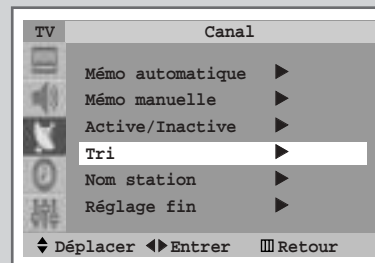 TV Canal
Mémo automatique ▶
Mémo manuelle ▶
Active/Inactive ▶
Tri ▶
Nom station ▶
Réglage fin ▶
Déplacer Entrer Retour